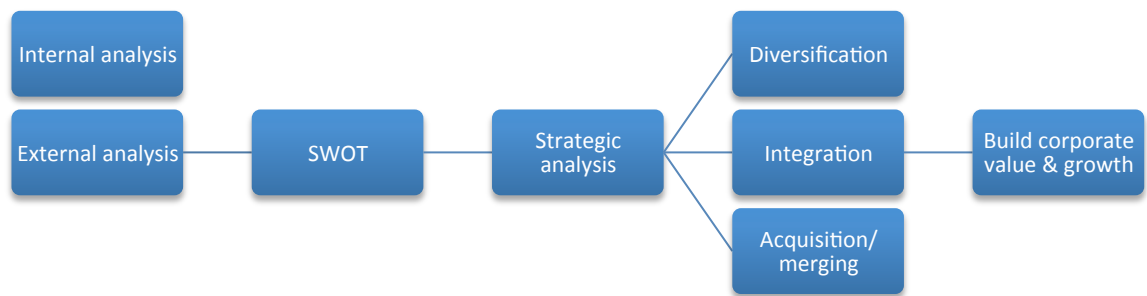 Internal analysis
External analysis
SWOT
Strategic
analysis
Diversification
Integration
Acquisition/
merging
Build corporate
value & growth